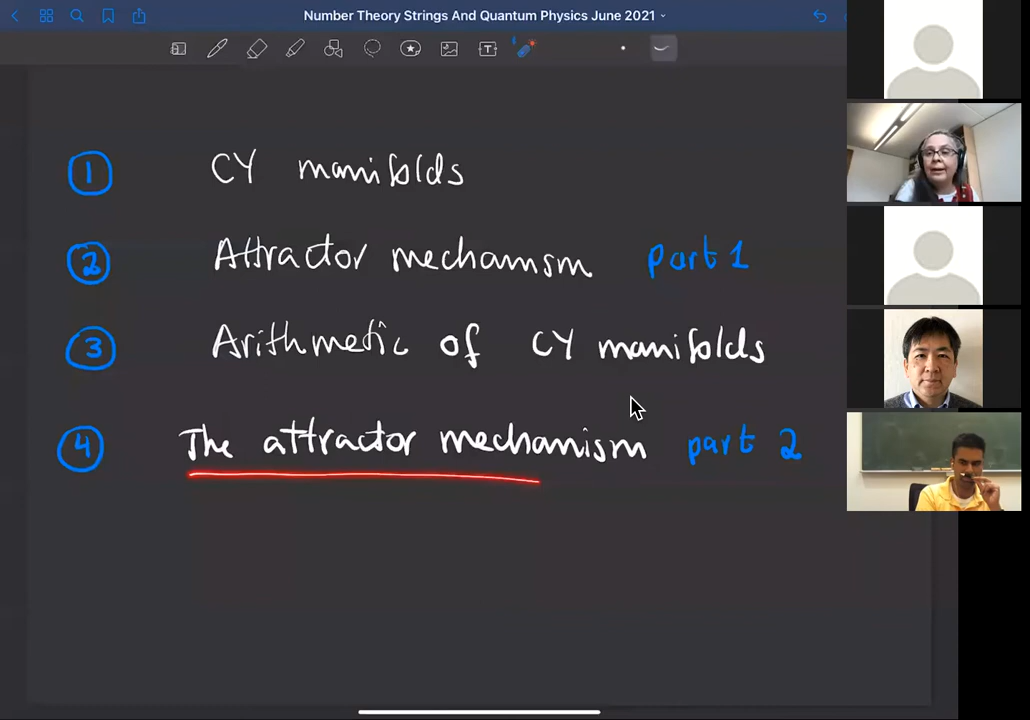 Number Theory Strings And Quantum Physics June 2021
1 CY manifolds
2 Attractor mechanism part 1
3 Arithmetic of CY manifolds
4 The attractor mechanism part 2